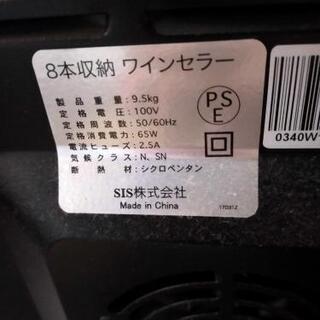 8本収納 ワインセラー
製品重量：9.5kg
定格電圧：100V
定格周波数：50/60Hz
定格消費電力：65W
電流ヒューズ：2.5A
気候クラス：N、SN
断熱材：シクロペンタン
PS
E
0340W
SIS株式会社
Made in China
17031Z